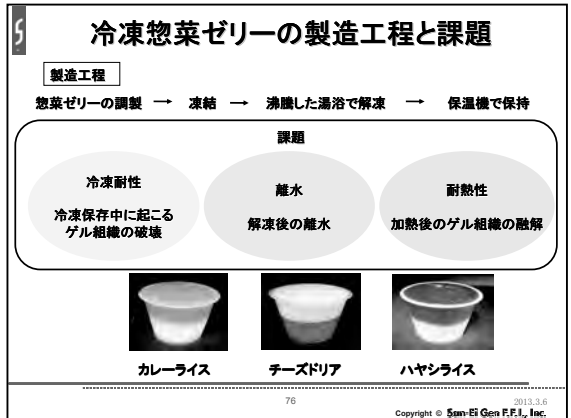 冷凍惣菜ゼリーの製造工程と課題
製造工程
惣菜ゼリーの調製 → 凍結 → 沸騰した湯浴で解凍 → 保温機で保持
課題
冷凍耐性
冷凍保存中に起こる
ゲル組織の破壊
離水
解凍後の離水
耐熱性
加熱後のゲル組織の融解
カレーライス チーズドリア ハヤシライス
76
2013.3.6
Copyright © San-Ei Gen F.F.I., Inc.